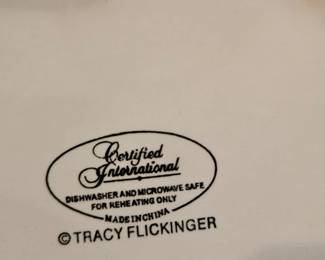 Certified
International
DISHWASHER AND MICROWAVE SAFE
FOR REHEATING ONLY
MADE IN CHINA
© TRACY FLICKINGER